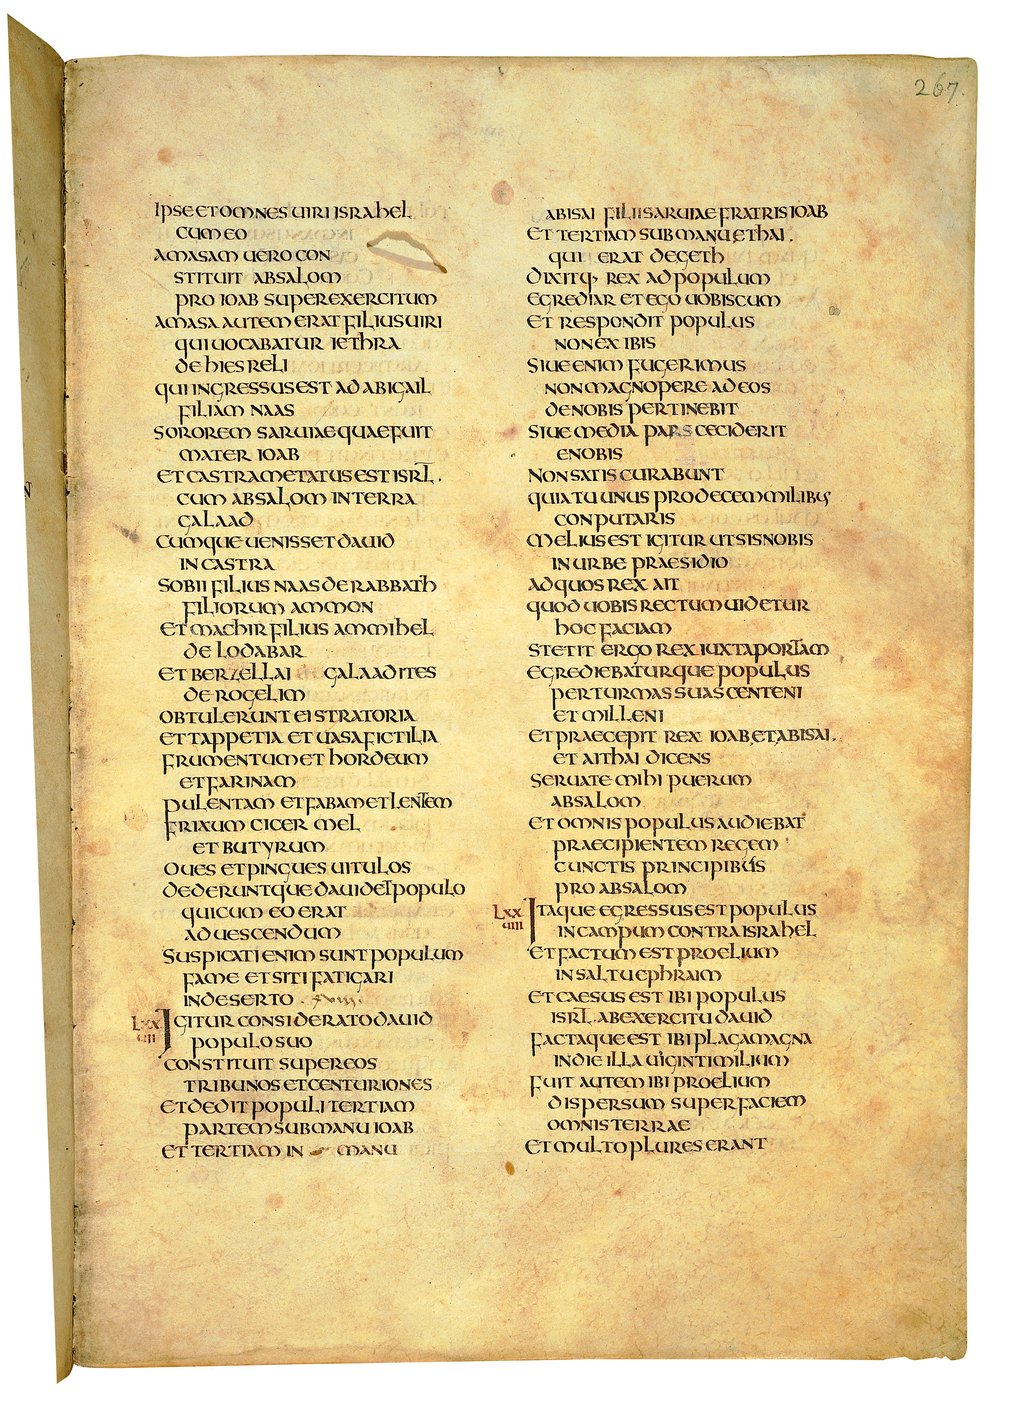 267.
IPSE ET OMNES UIRI ISRAHEL
CUM EO
AMASAM UERO CON
STITUIT ABSALOM
PRO IOAB SUPER EXERCITUM
AMASA AUTEM ERAT FILIUS UIRI
QUI UOCABATUR IETHRA
DE HIESRELI
QUI INGRESSUS EST AD ABIGAIL
FILIAM NAAS
SOROREM SARUIAE QUAE FUIT
MATER IOAB
ET CASTRAMETATUS EST ISRL̅.
CUM ABSALOM IN TERRA
GALAAD
CUMQUE UENISSET DAUID
IN CASTRA
SOBII FILIUS NAAS DE RABBATH
FILIORUM AMMON
ET MACHIR FILIUS AMMIHEL
DE LODABAR
ET BERZELLAI GALAADITES
DE ROGELIM
OBTULERUNT EI STRATORIA
ET TAPPETIA ET UASA FICTILIA
FRUMENTUM ET HORDEUM
ET FARINAM
PULENTAM ET FABAM ET LENTEM
FRIXUM CICER MEL
ET BUTYRUM
OUES ET PINGUES UITULOS
DEDERUNTQUE DAUID ET POPULO
QUI CUM EO ERAT
AD UESCENDUM
SUSPICATI ENIM SUNT POPULUM
FAME ET SITI FATIGARI
IN DESERTO
LXX
IGITUR CONSIDERATO DAUID
III
POPULO SUO
CONSTITUIT SUPER EOS
TRIBUNOS ET CENTURIONES
ET DEDIT POPULI TERTIAM
PARTEM SUB MANU IOAB
ET TERTIAM IN MANU
ABISAI FILII SARUIAE FRATRIS IOAB
ET TERTIAM SUB MANU ETHAI.
QUI ERAT DE GETH
DIXITQ, REX AD POPULUM
EGREDIAR ET EGO UOBISCUM
ET RESPONDIT POPULUS
NON EXIBIS
SIUE ENIM FUGERIMUS
NON MAGNOPERE AD EOS
DE NOBIS PERTINEBIT
SIUE MEDIA PARS CECIDERIT
E NOBIS
NON SATIS CURABUNT
QUIA TU UNUS PRO DECEM MILIBUS
CONPUTARIS
MELIUS EST IGITUR UT SIS NOBIS
IN URBE PRAESIDIO
AD QUOS REX AIT
QUOD UOBIS RECTUM UIDETUR
HOC FACIAM
STETIT ERGO REX IUXTA PORTAM
EGREDIEBATURQUE POPULUS
PER TURMAS SUAS CENTENI
ET MILLENI
ET PRAECEPIT REX IOAB, ET, ABISAI.
ET AITHAI DICENS
SERUATE MIHI PUERUM
ABSALOM
ET OMNIS POPULUS AUDIEBAT
PRAECIPIENTEM REGEM
CUNCTIS PRINCIPIBUS
PRO ABSALOM
LXX
ITAQUE EGRESSUS EST POPULUS
IIII
IN CAMPUM CONTRA ISRAHEL
ET FACTUM EST PROELIUM
IN SALTU EPHRAIM
ET CAESUS EST IBI POPULUS
ISRL̅. AB EXERCITU DAUID
FACTAQUE EST IBI PLAGA MAGNA
IN DIE ILLA UIGINTI MILIUM
FUIT AUTEM IBI PROELIUM
DISPERSUM SUPER FACIEM
OMNIS TERRAE
ET MULTO PLURES ERANT